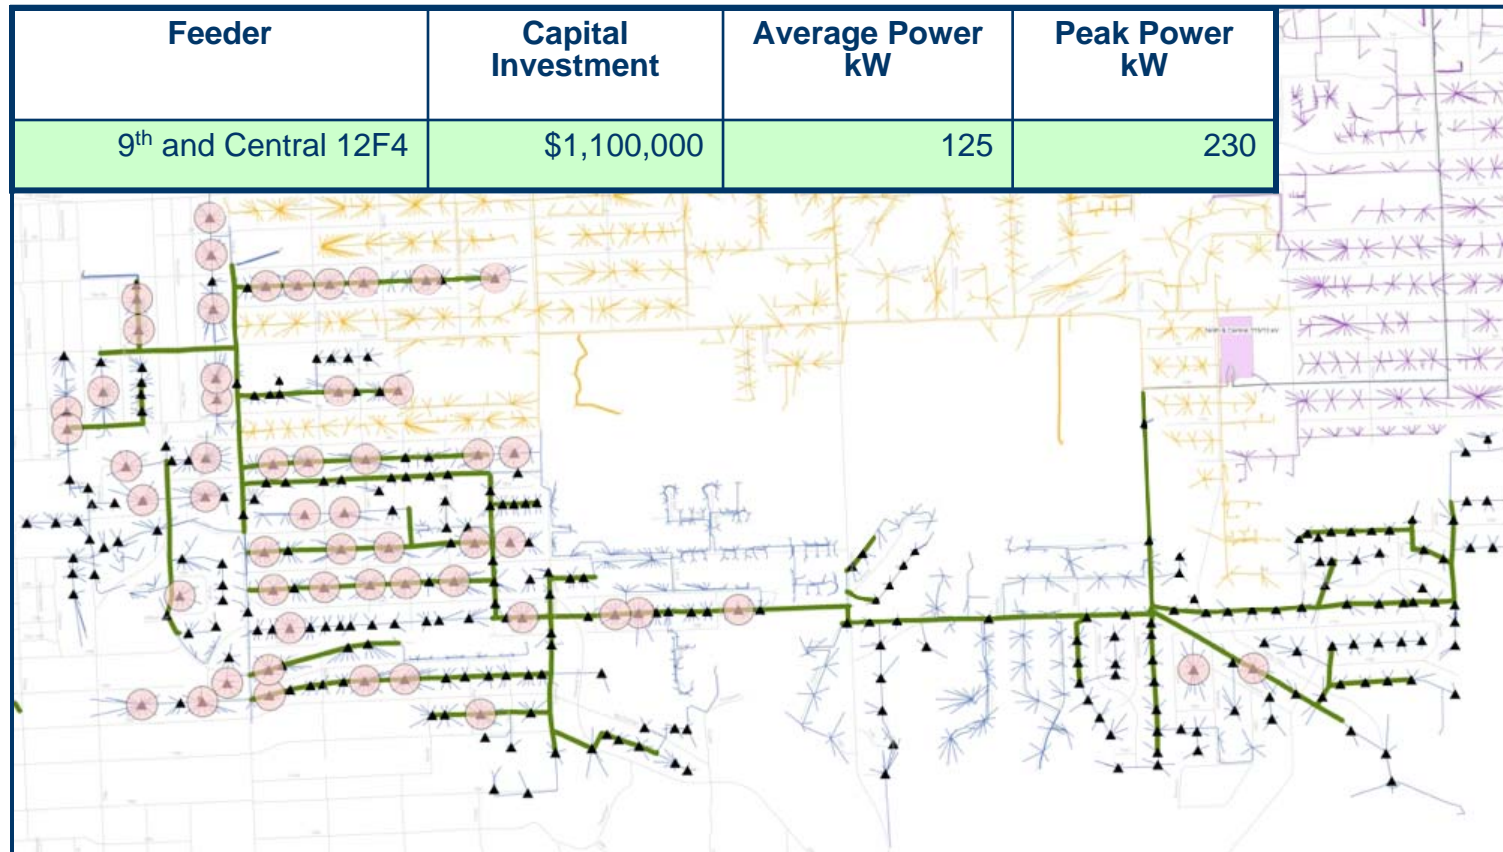 Feeder
Capital
Investment
Average Power
kW
Peak Power
kW
9th and Central 12F4
$1,100,000
125
230